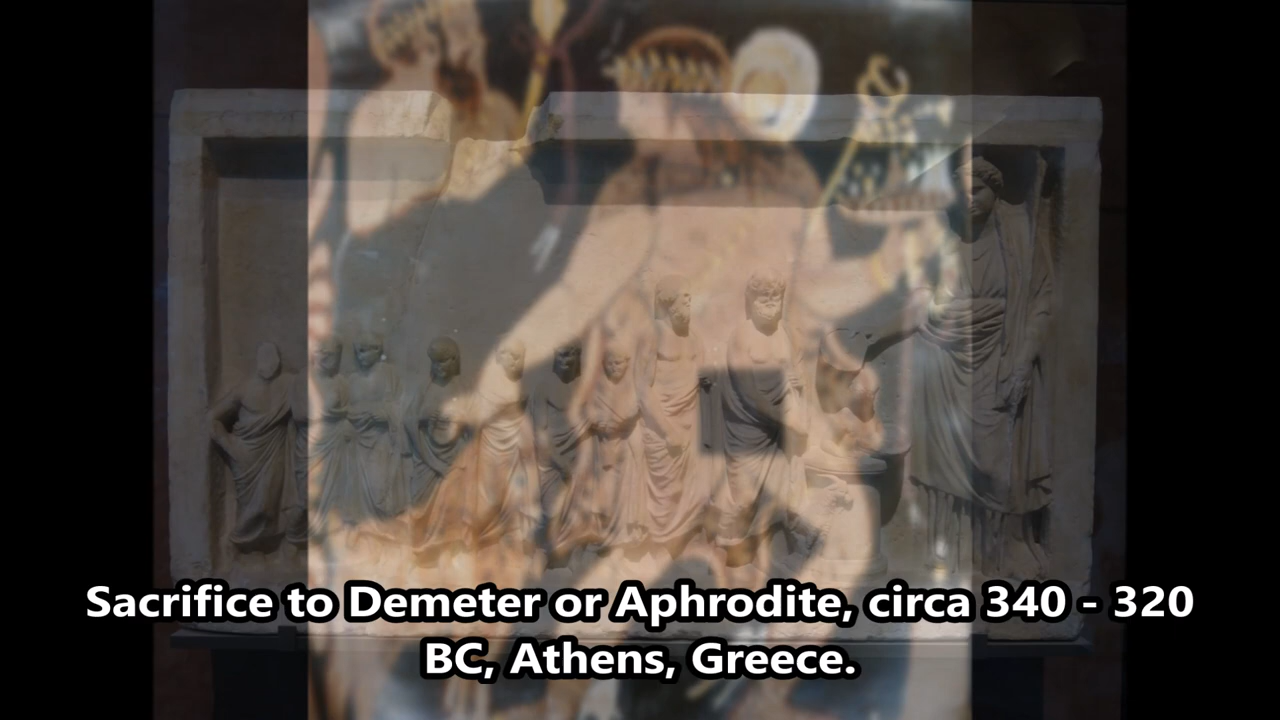 Sacrifice to Demeter or Aphrodite, circa 340 - 320
BC, Athens, Greece.